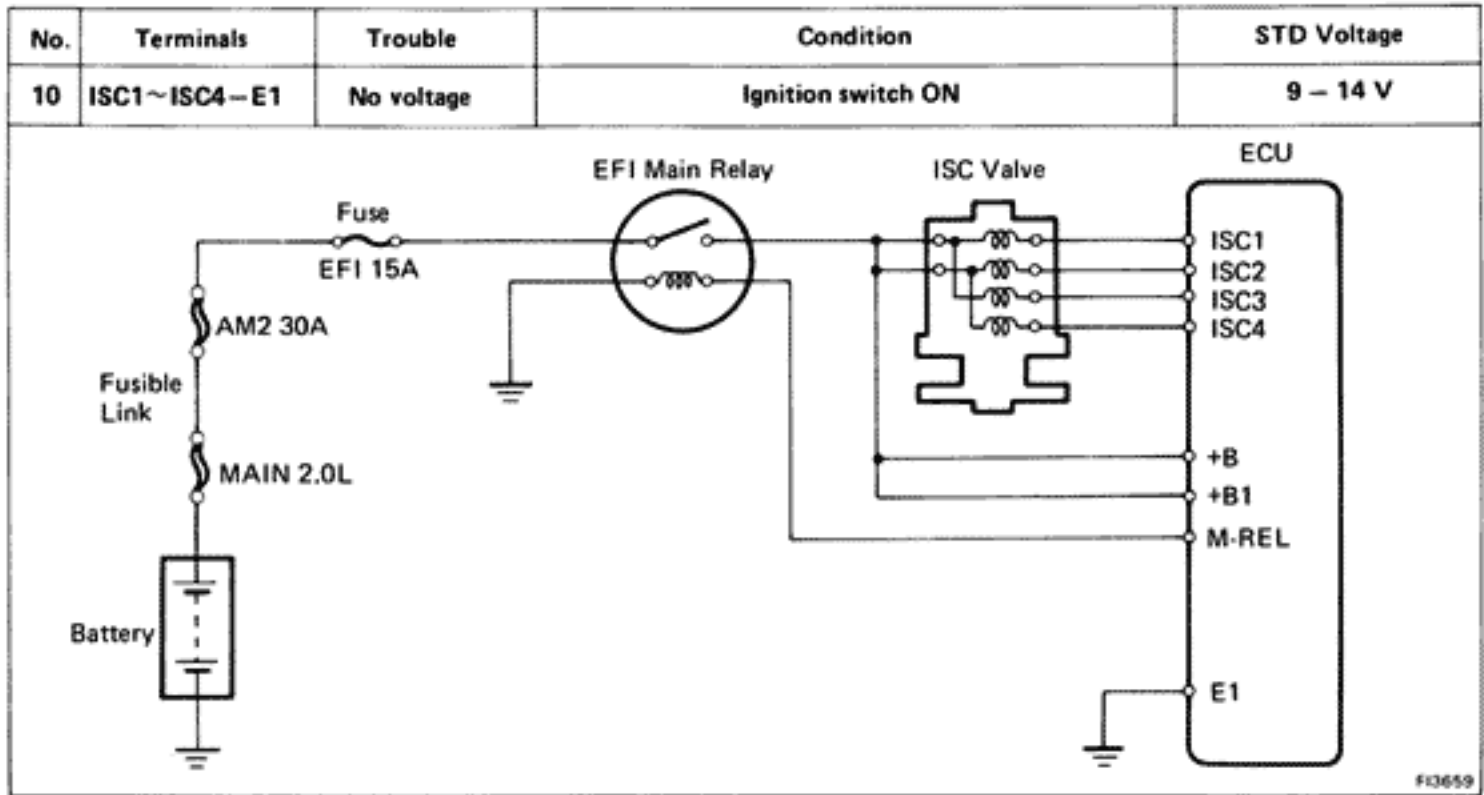 No. Terminals Trouble Condition STD Voltage
10 ISC1~ISC4–E1 No voltage Ignition switch ON 9 – 14 V
ECU
EFI Main Relay
ISC Valve
Fuse
EFI 15A
ISC1
ISC2
ISC3
ISC4
AM2 30A
Fusible
Link
MAIN 2.0L
+B
+B1
M-REL
Battery
E1
FI3659